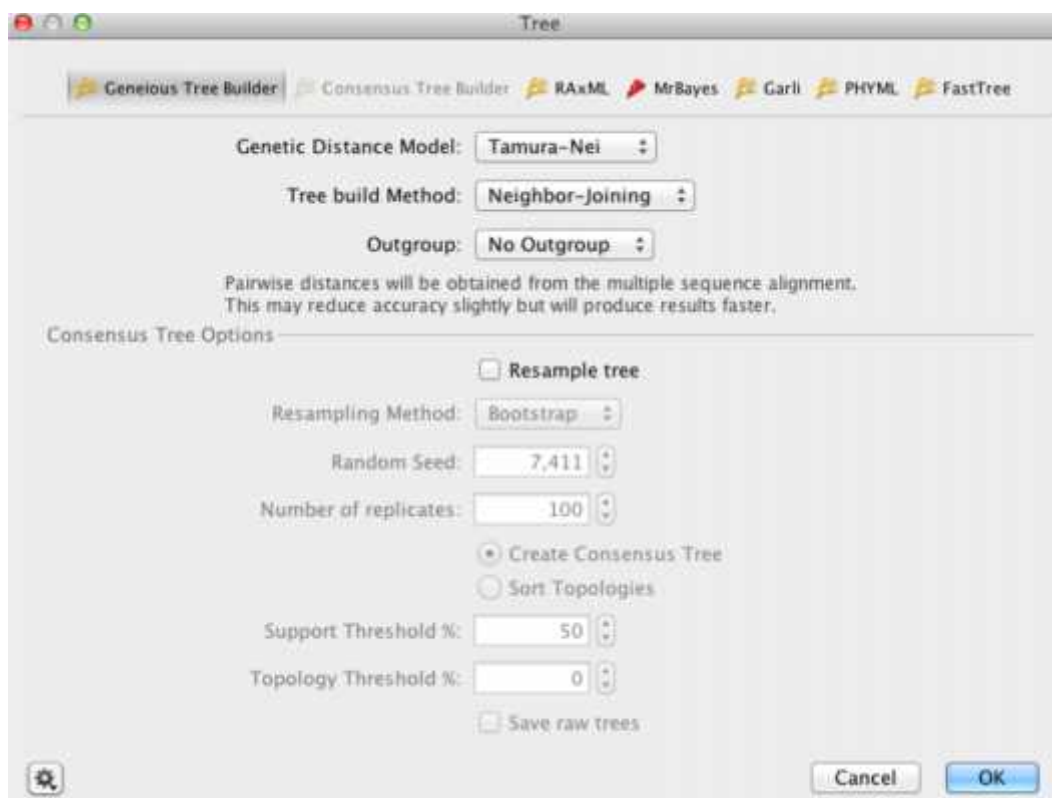 Tree
Geneious Tree Builder Consensus Tree Builder RAxML MrBayes Garli PHYML FastTree
Genetic Distance Model: Tamura-Nei
Tree build Method: Neighbor-Joining
Outgroup: No Outgroup
Pairwise distances will be obtained from the multiple sequence alignment.
This may reduce accuracy slightly but will produce results faster.
Consensus Tree Options
Resample tree
Resampling Method: Bootstrap
Random Seed: 7,411
Number of replicates: 100
Create Consensus Tree
Sort Topologies
Support Threshold %: 50
Topology Threshold %: 0
Save raw trees
Cancel OK